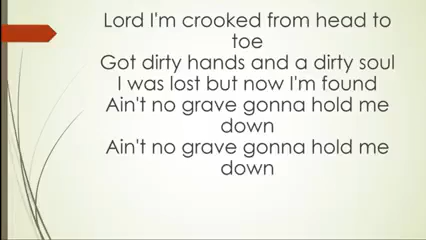 Lord I'm crooked from head to
toe
Got dirty hands and a dirty soul
I was lost but now I'm found
Ain't no grave gonna hold me
down
Ain't no grave gonna hold me
down